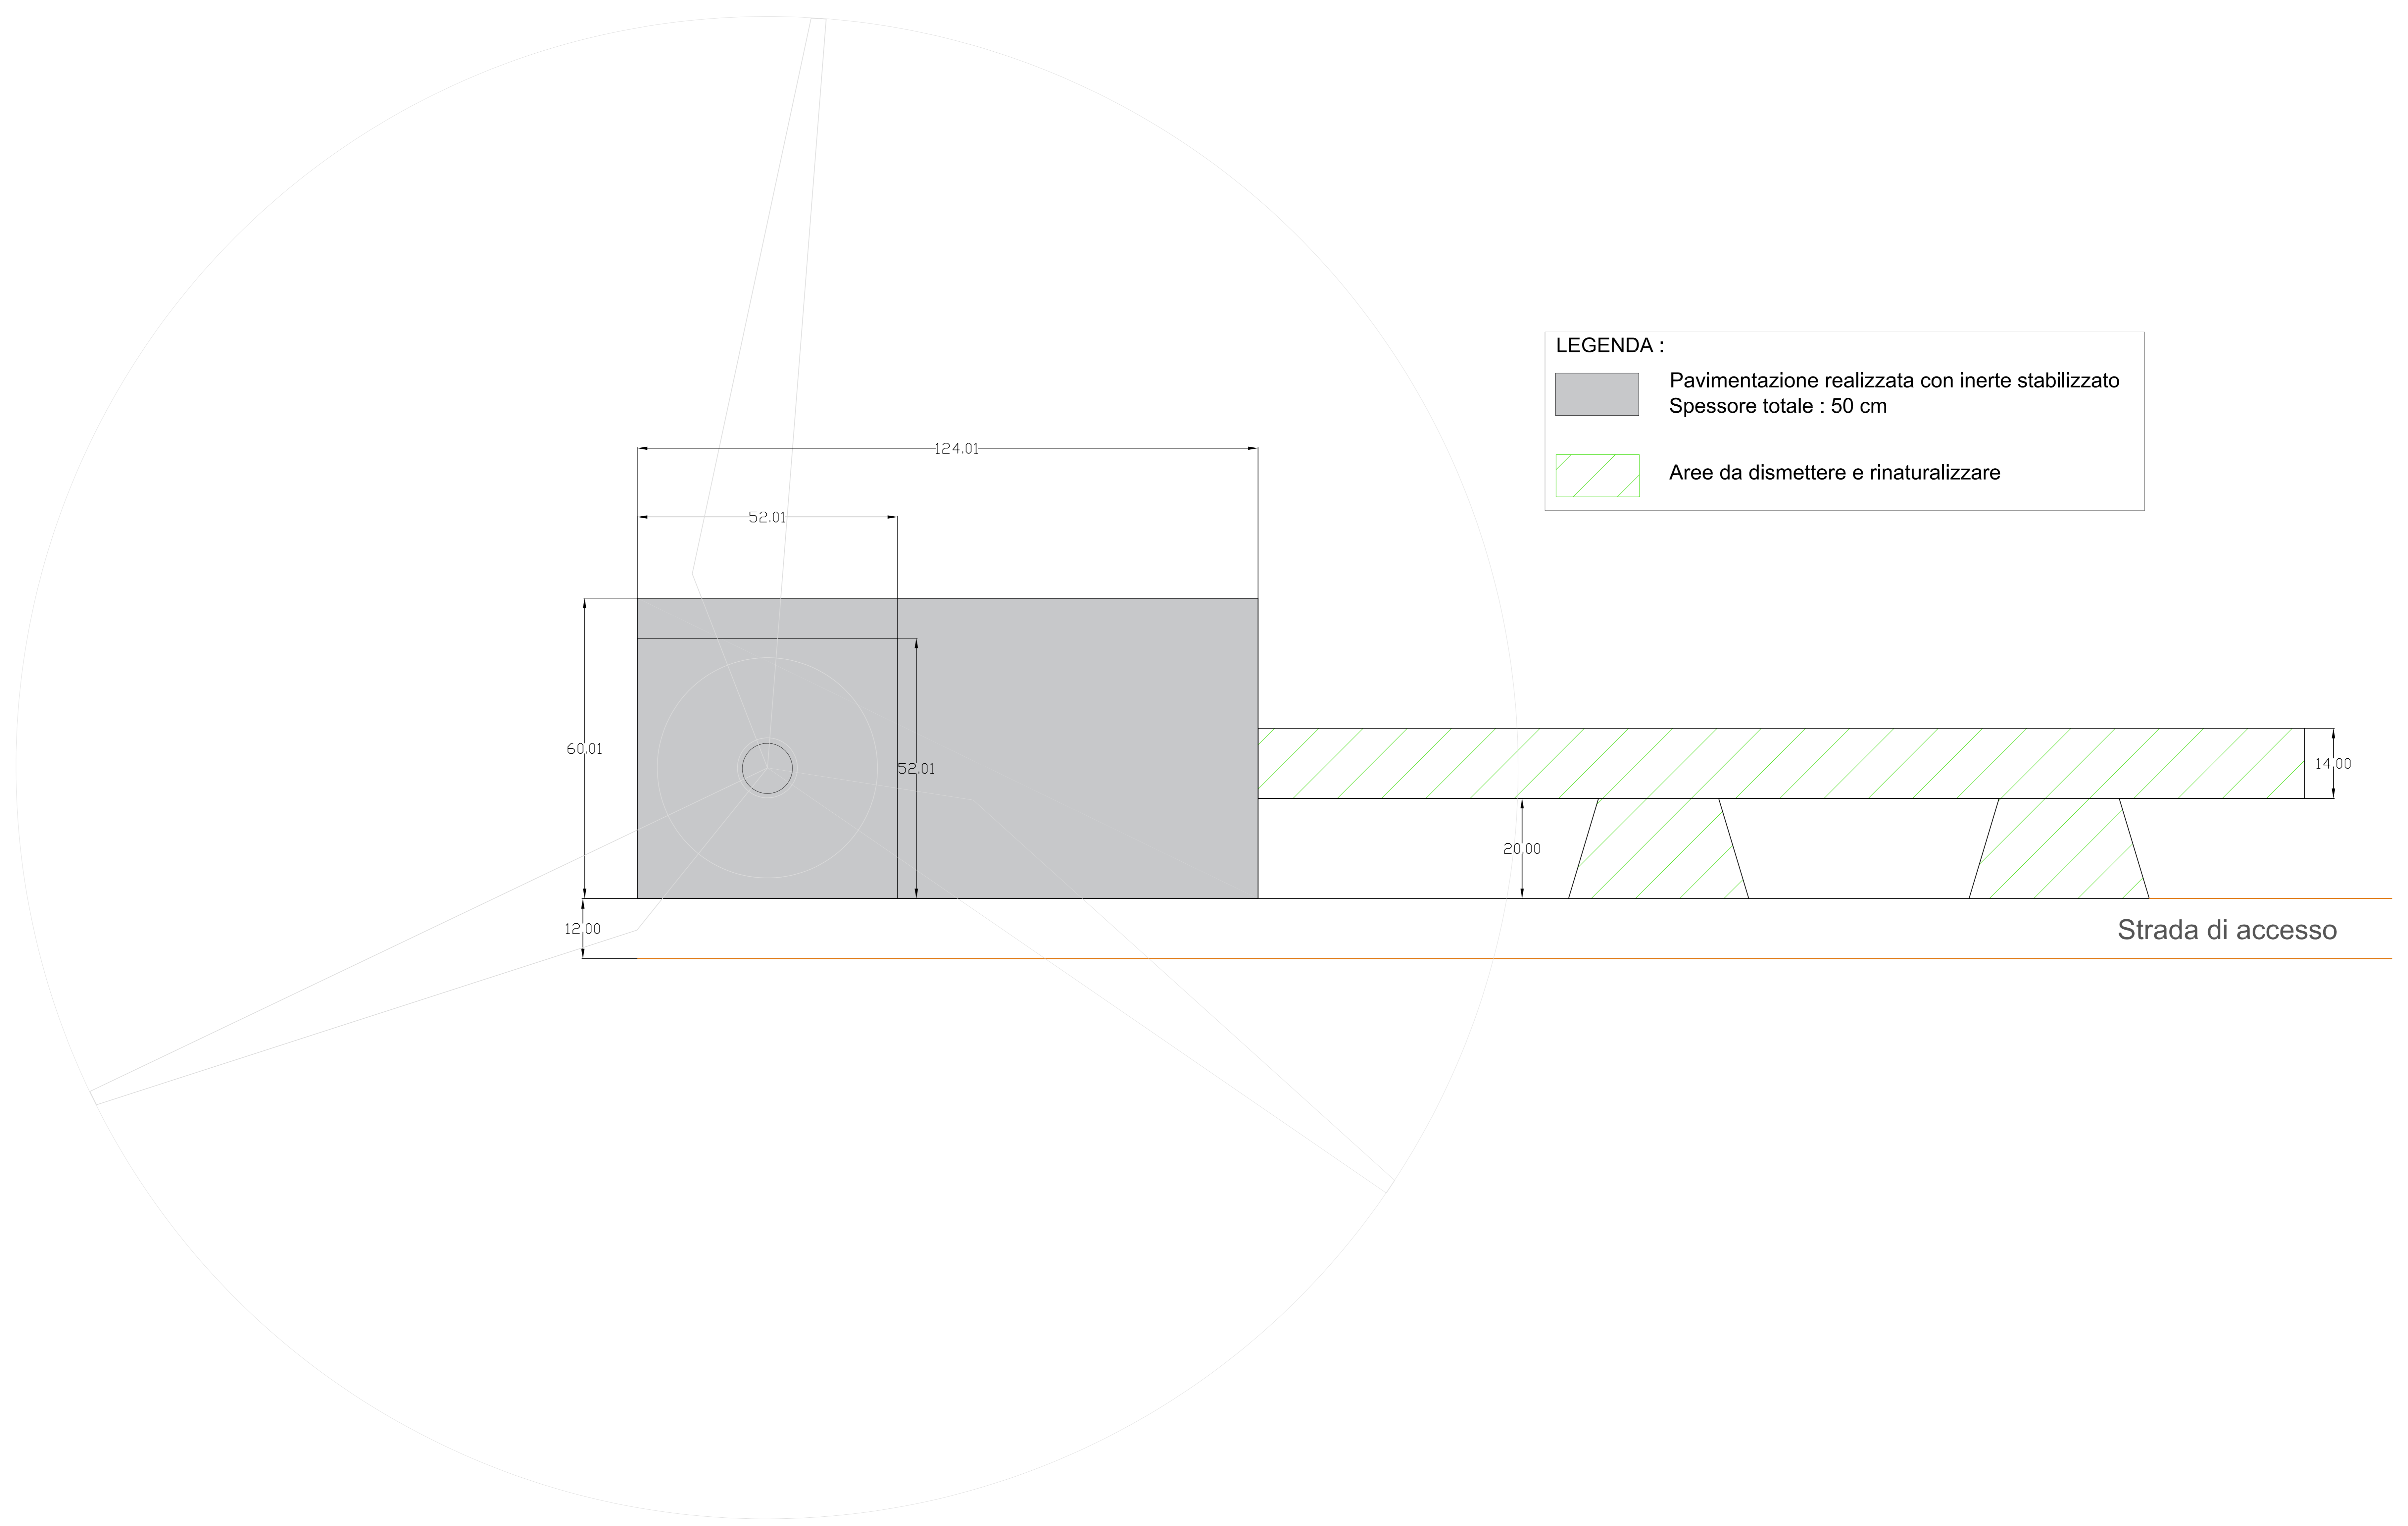 LEGENDA :
Pavimentazione realizzata con inerte stabilizzato
Spessore totale : 50 cm
Aree da dismettere e rinaturalizzare
124.01
52.01
60.01
52.01
14.00
20.00
12.00
Strada di accesso